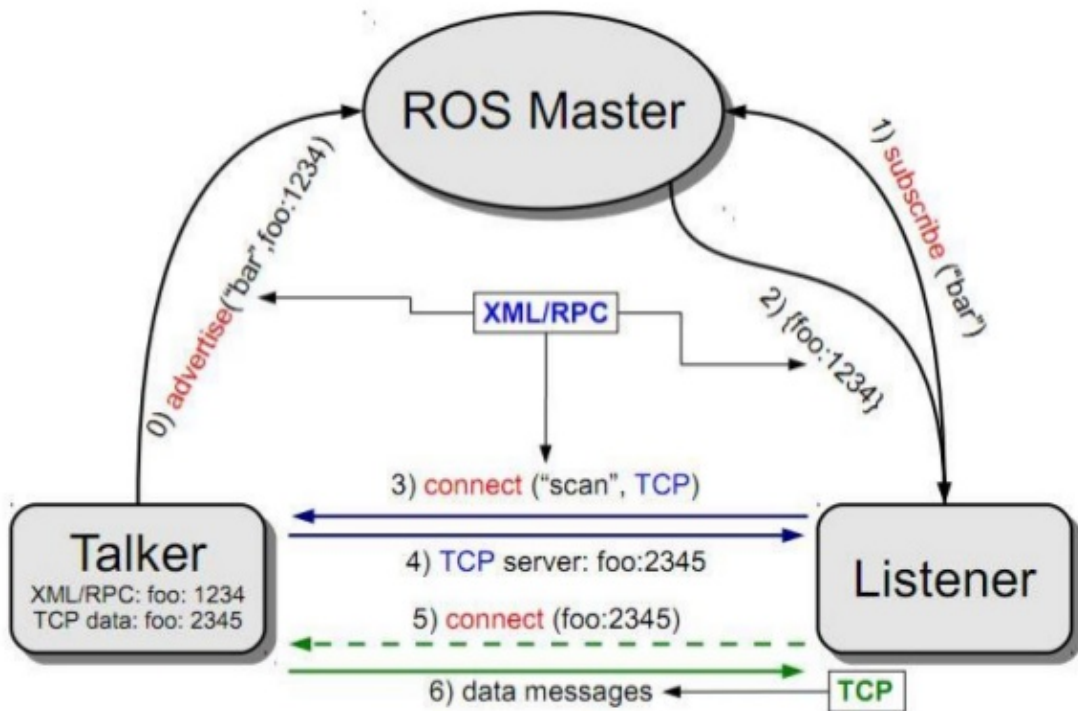 ROS Master
0) advertise("bar",foo:1234)
1) subscribe ("bar")
XML/RPC
2) {foo:1234}
3) connect ("scan", TCP)
4) TCP server: foo:2345
5) connect (foo:2345)
6) data messages
TCP
Talker
XML/RPC: foo: 1234
TCP data: foo: 2345
Listener